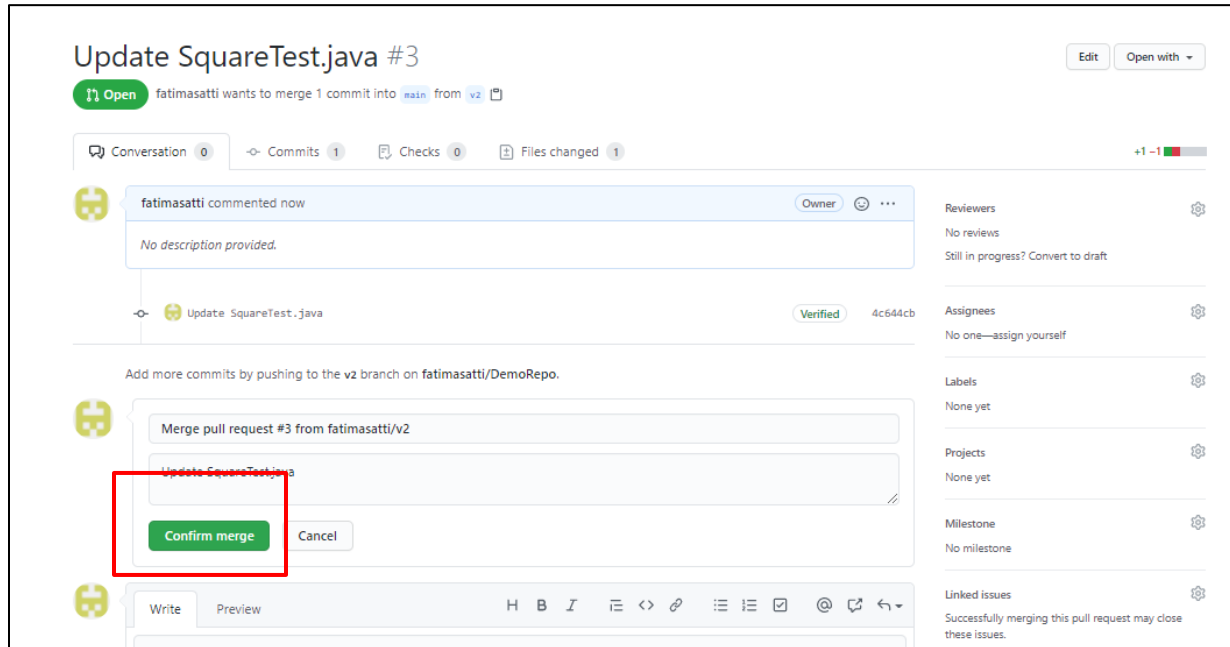 Update SquareTest.java #3
Edit
Open with
Open
fatimasatti wants to merge 1 commit into main from v2
Conversation 0
Commits 1
Checks 0
Files changed 1
+1 −1
fatimasatti commented now
Owner
No description provided.
Update SquareTest.java
Verified
4c644cb
Add more commits by pushing to the v2 branch on fatimasatti/DemoRepo.
Merge pull request #3 from fatimasatti/v2
Update SquareTest.java
Confirm merge
Cancel
Write
Preview
H B I
Reviewers
No reviews
Still in progress? Convert to draft
Assignees
No one—assign yourself
Labels
None yet
Projects
None yet
Milestone
No milestone
Linked issues
Successfully merging this pull request may close
these issues.